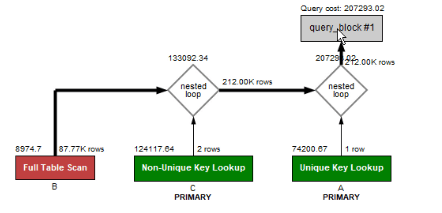 Query cost: 207293.02
query_block #1
133092.34
207293.02
212.00K rows
nested
loop
212.00K rows
nested
loop
8974.7
87.77K rows
124117.64
2 rows
74200.67
1 row
Full Table Scan
Non-Unique Key Lookup
Unique Key Lookup
B
C
A
PRIMARY
PRIMARY